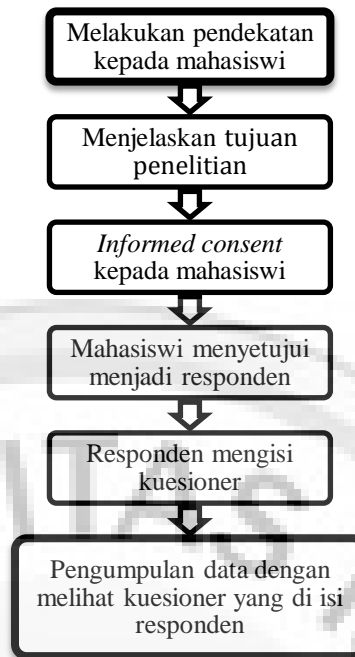 Melakukan pendekatan
kepada mahasiswi
Menjelaskan tujuan
penelitian
Informed consent
kepada mahasiswi
Mahasiswi menyetujui
menjadi responden
Responden mengisi
kuesioner
Pengumpulan data dengan
melihat kuesioner yang di isi
responden
ITAS